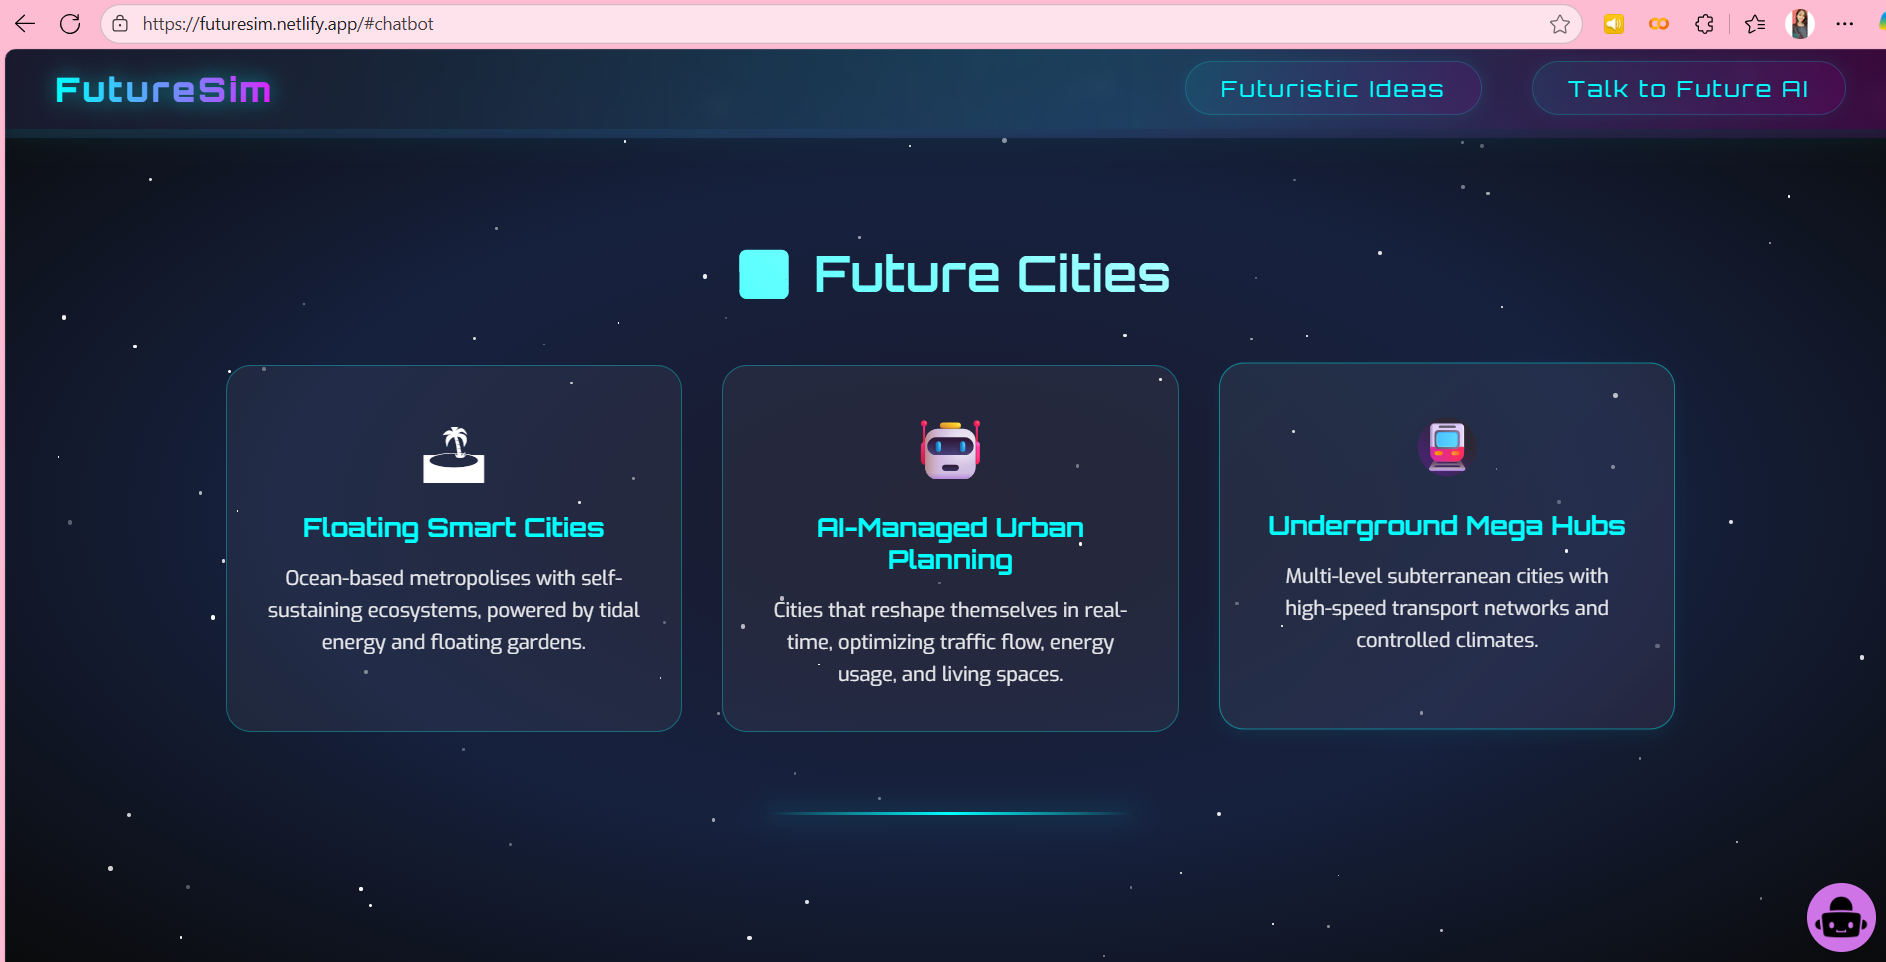 https://futuresim.netlify.app/#chatbot
FutureSim
Futuristic Ideas
Talk to Future AI
Future Cities
Floating Smart Cities
Ocean-based metropolises with self-
sustaining ecosystems, powered by tidal
energy and floating gardens.
AI-Managed Urban
Planning
Cities that reshape themselves in real-
time, optimizing traffic flow, energy
usage, and living spaces.
Underground Mega Hubs
Multi-level subterranean cities with
high-speed transport networks and
controlled climates.